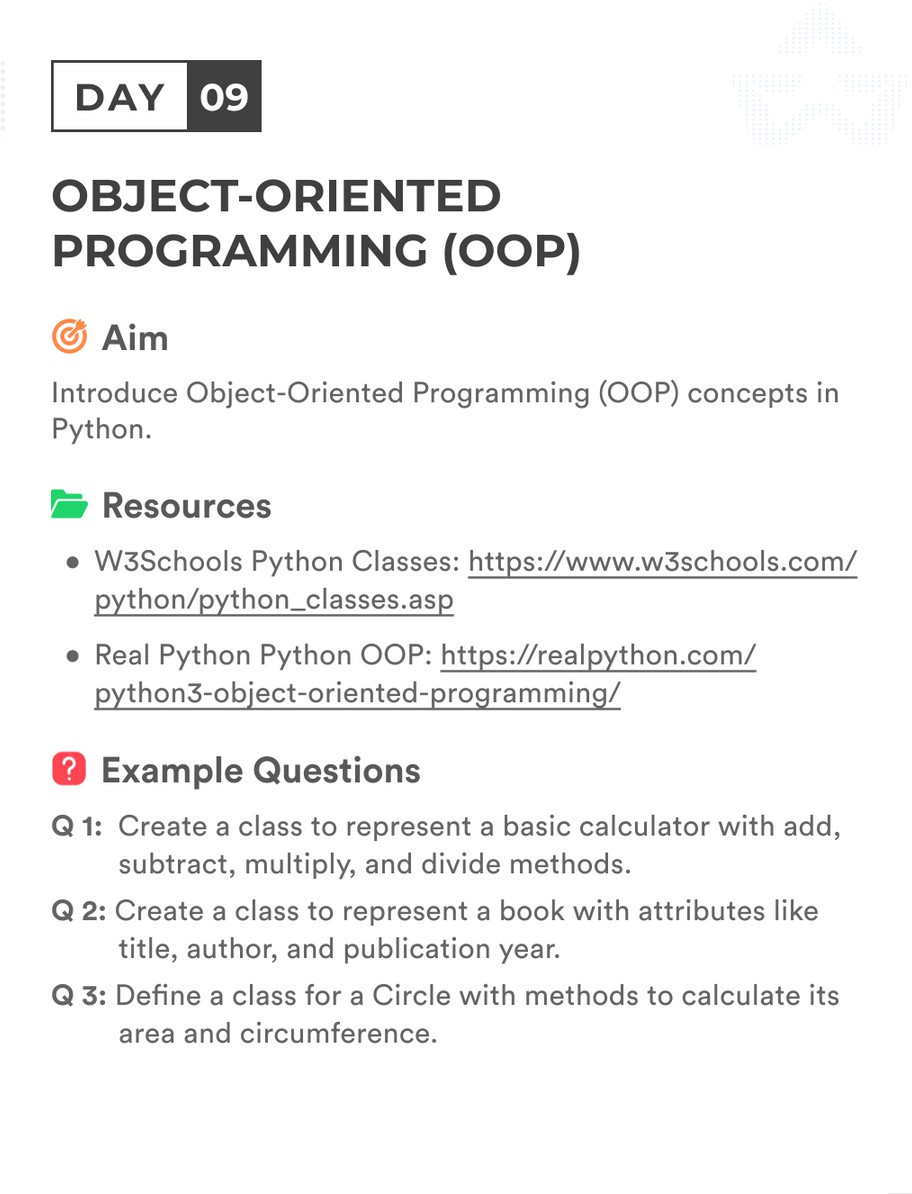 DAY 09
OBJECT-ORIENTED
PROGRAMMING (OOP)
Aim
Introduce Object-Oriented Programming (OOP) concepts in
Python.
Resources
● W3Schools Python Classes: https://www.w3schools.com/
python/python_classes.asp
● Real Python Python OOP: https://realpython.com/
python3-object-oriented-programming/
? Example Questions
Q 1: Create a class to represent a basic calculator with add,
subtract, multiply, and divide methods.
Q 2: Create a class to represent a book with attributes like
title, author, and publication year.
Q 3: Define a class for a Circle with methods to calculate its
area and circumference.